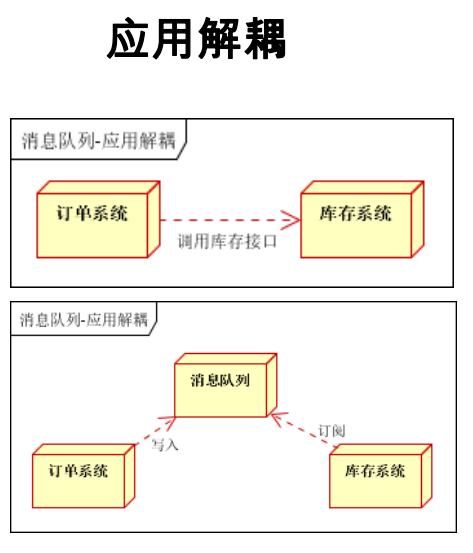 应用解耦
消息队列-应用解耦
订单系统
库存系统
调用库存接口
消息队列-应用解耦
消息队列
写入
订阅
订单系统
库存系统